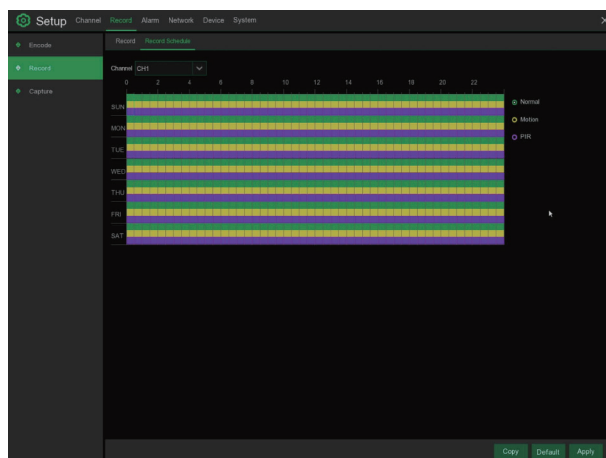 Setup Channel Record Alarm Network Device System X
Encode Record Record Schedule
Record
Channel CH1
Capture
0 2 4 6 8 10 12 14 16 18 20 22
Normal
SUN
Motion
MON
PIR
TUE
WED
THU
FRI
SAT
Copy Default Apply